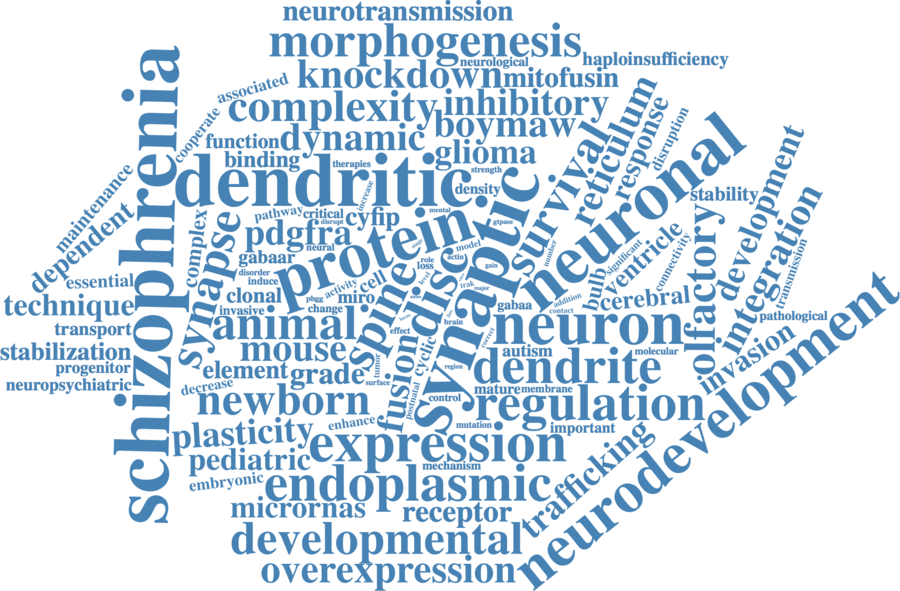 neurotransmission
morphogenesis
neurological
haploinsufficiency
knockdown
mitofusin
associated
complexity
inhibitory
cooperate
function
dynamic
boymaw
binding
therapies
glioma
strength
dendritic
density
survival
reticulum
response
disruption
neuronal
stability
schizophrenia
maintenance
dependent
complex
synapse
pathway
critical
disrupt
increase
cyfip
mental
gtpase
pdgfra
neural
protein
synaptic
gabaar
disorder
induce
activity
cell
role
loss
model
actin
gain
number
significant
ventricle
connectivity
olfactory
development
integration
transmission
essential
technique
transport
stabilization
progenitor
neuropsychiatric
clonal
invasive
phgg
change
miro
spine
disc
level
trak
major
gabaa
addition
contact
bulb
cerebral
pathological
animal
effect
brain
neuron
mouse
tumor
fusion
cyclic
correct
autism
molecular
invasion
element
grade
surface
region
dendrite
decrease
postnatal
control
mature
membrane
newborn
regulation
enhance
mutation
important
neurodevelopment
plasticity
expression
trafficking
pediatric
mechanism
embryonic
endoplasmic
micrornas
receptor
developmental
overexpression